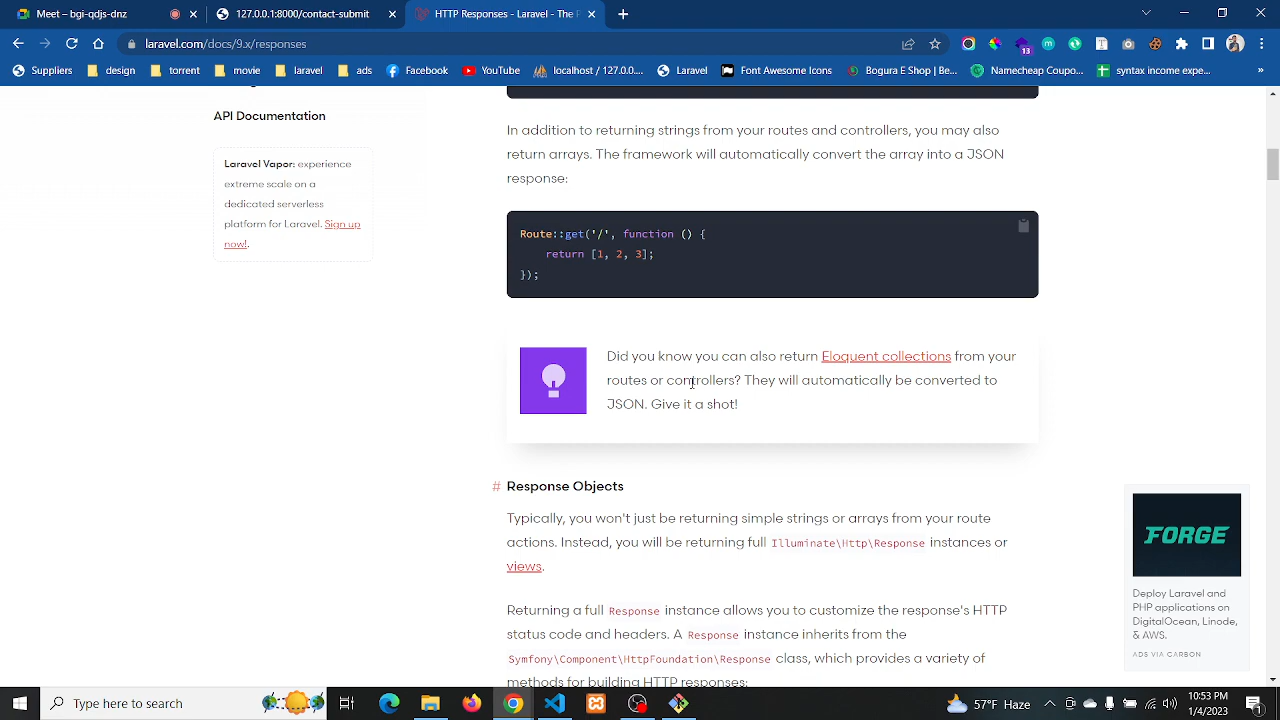 Meet - bgi-jds-dnz
127.0.0.1:8000/contact-submit
HTTP Responses - Laravel - The P
laravel.com/docs/9.x/responses
13
Suppliers
design
torrent
movie
ads
Facebook
YouTube
localhost / 127.0....
Laravel
Font Awesome Icons
Bogura E Shop | Be...
Namecheap Coupo...
syntax income expe...
»
API Documentation
Laravel Vapor: experience
extreme scale on a
dedicated serverless
platform for Laravel. Sign up
now!.
In addition to returning strings from your routes and controllers, you may also
return arrays. The framework will automatically convert the array into a JSON
response:
Route::get('/', function () {
return [1, 2, 3];
});
Did you know you can also return Eloquent collections from your
routes or controllers? They will automatically be converted to
JSON. Give it a shot!
# Response Objects
Typically, you won't just be returning simple strings or arrays from your route
actions. Instead, you will be returning full Illuminate\Http\Response instances or
views.
Returning a full Response instance allows you to customize the response's HTTP
status code and headers. A Response instance inherits from the
Symfony\Component\HttpFoundation\Response class, which provides a variety of
methods for building HTTP responses:
FORGE
Deploy Laravel and
PHP applications on
DigitalOcean, Linode,
& AWS.
ADS VIA CARBON
Type here to search
57°F Haze
10:53 PM
1/4/2023